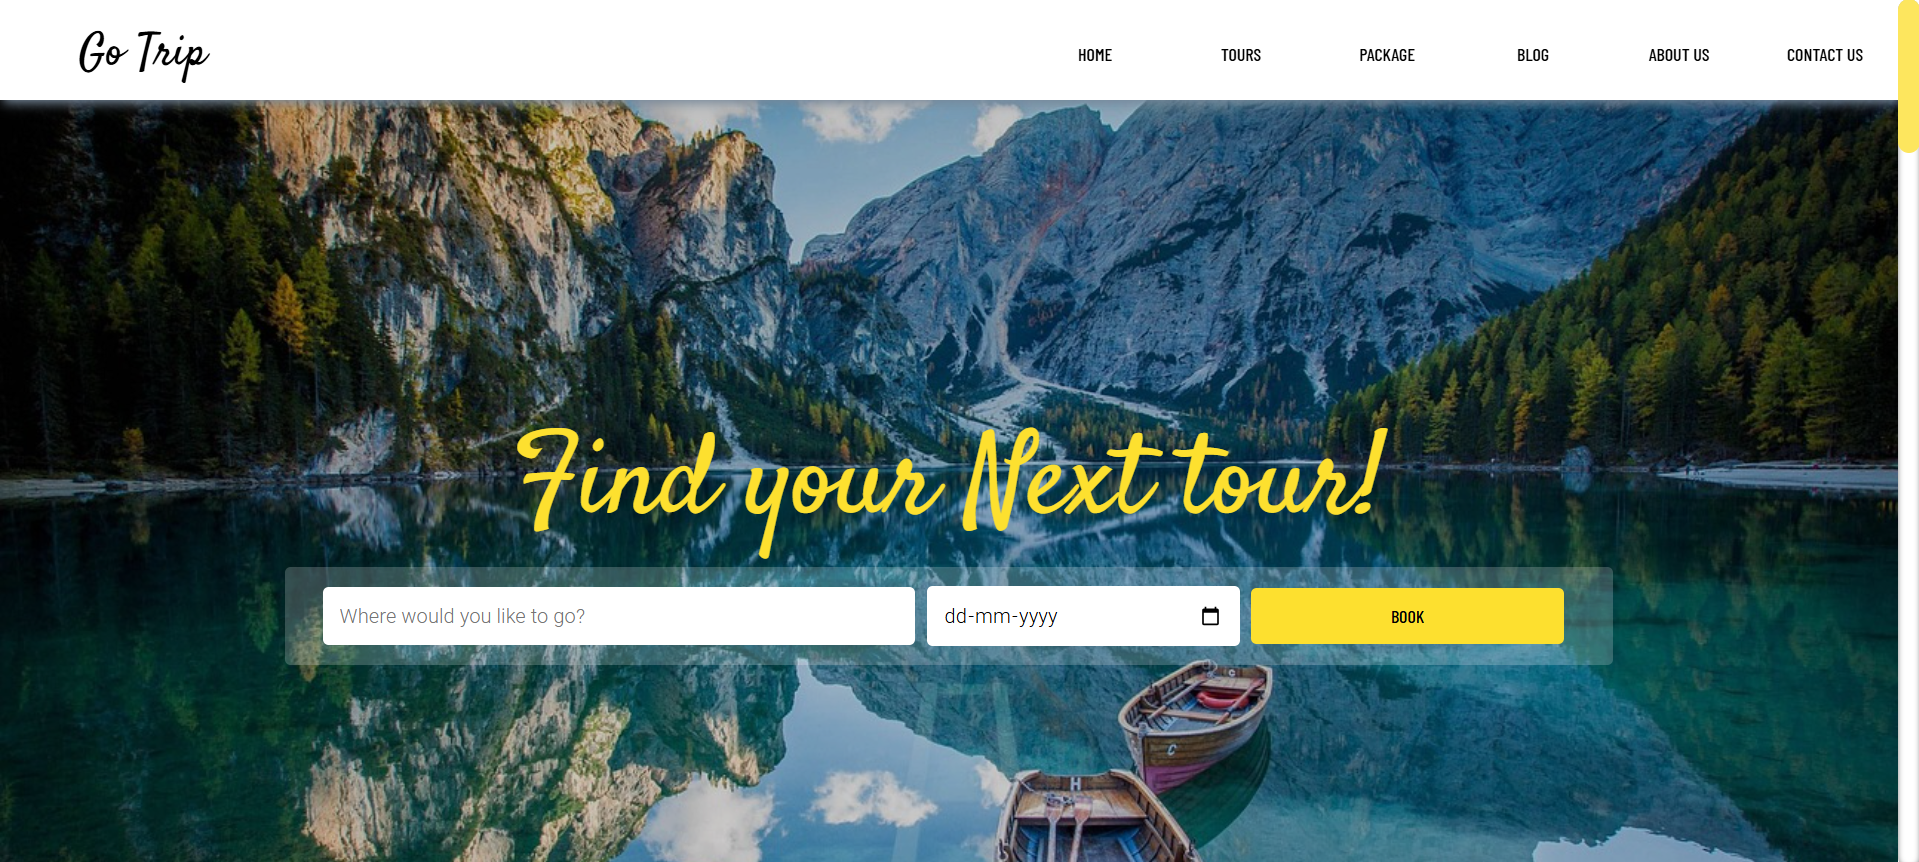 Go Trip
HOME TOURS PACKAGE BLOG ABOUT US CONTACT US
Find your Next tour!
Where would you like to go? dd-mm-yyyy BOOK
C
H